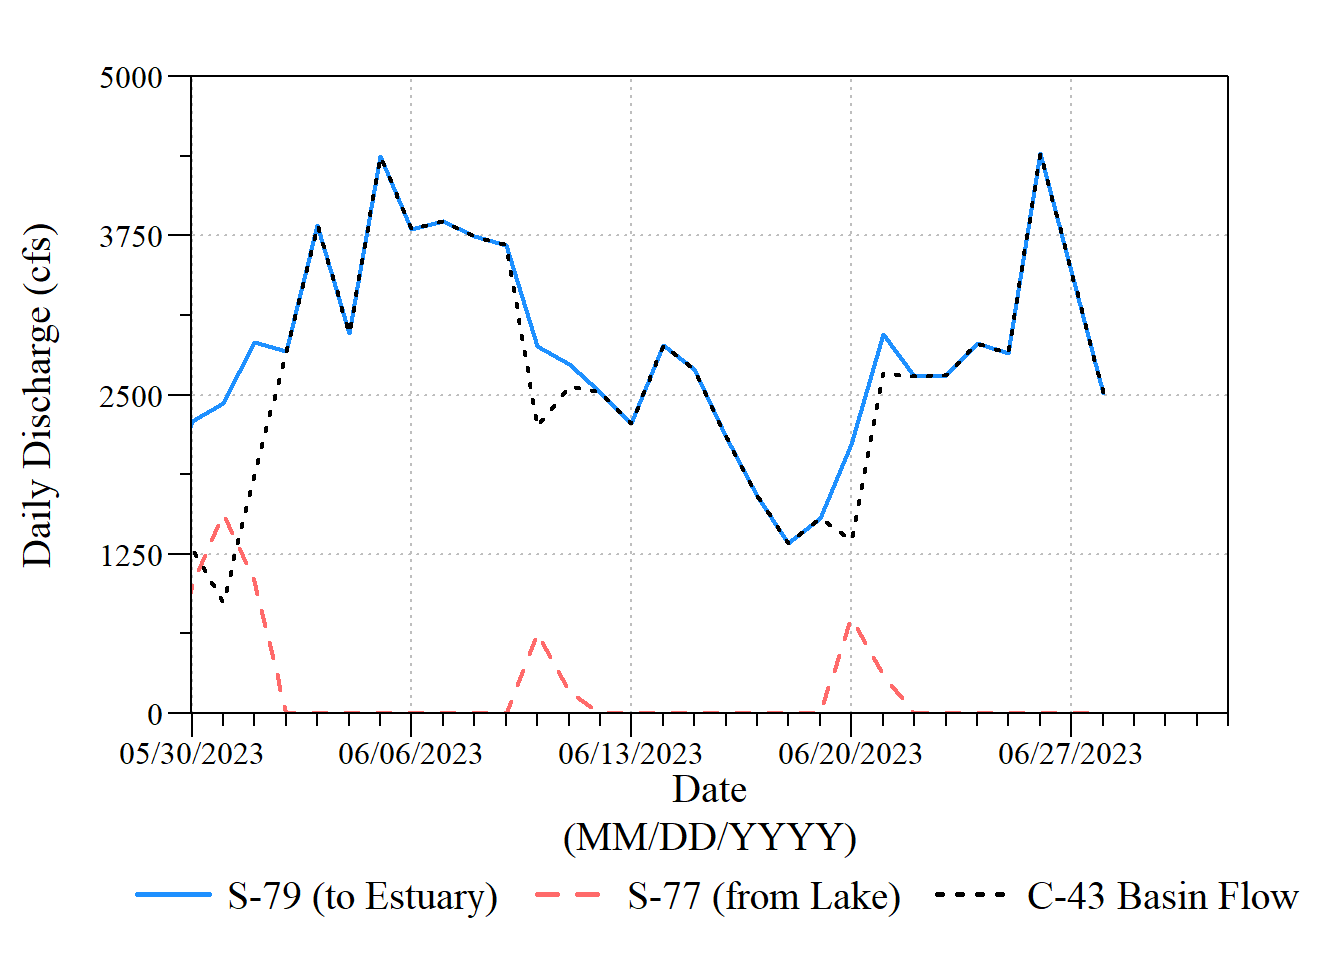 Daily Discharge (cfs)
5000
3750
2500
1250
0
05/30/2023 06/06/2023 06/13/2023 06/20/2023 06/27/2023
Date
(MM/DD/YYYY)
S-79 (to Estuary) S-77 (from Lake) C-43 Basin Flow